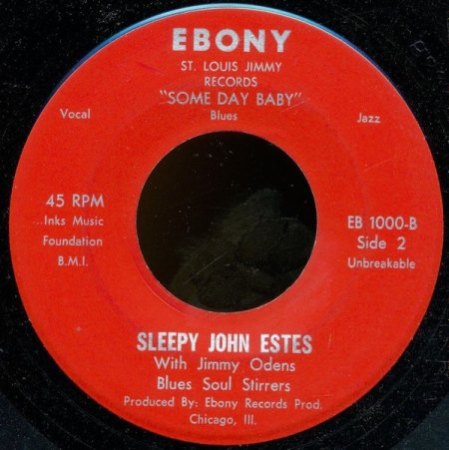 EBONY
ST. LOUIS JIMMY
RECORDS
"SOME DAY BABY"
Blues
Vocal
Jazz
45 RPM
...Inks Music
Foundation
B.M.I.
EB 1000-B
Side 2
Unbreakable
SLEEPY JOHN ESTES
With Jimmy Odens
Blues Soul Stirrers
Produced By: Ebony Records Prod.
Chicago, Ill.